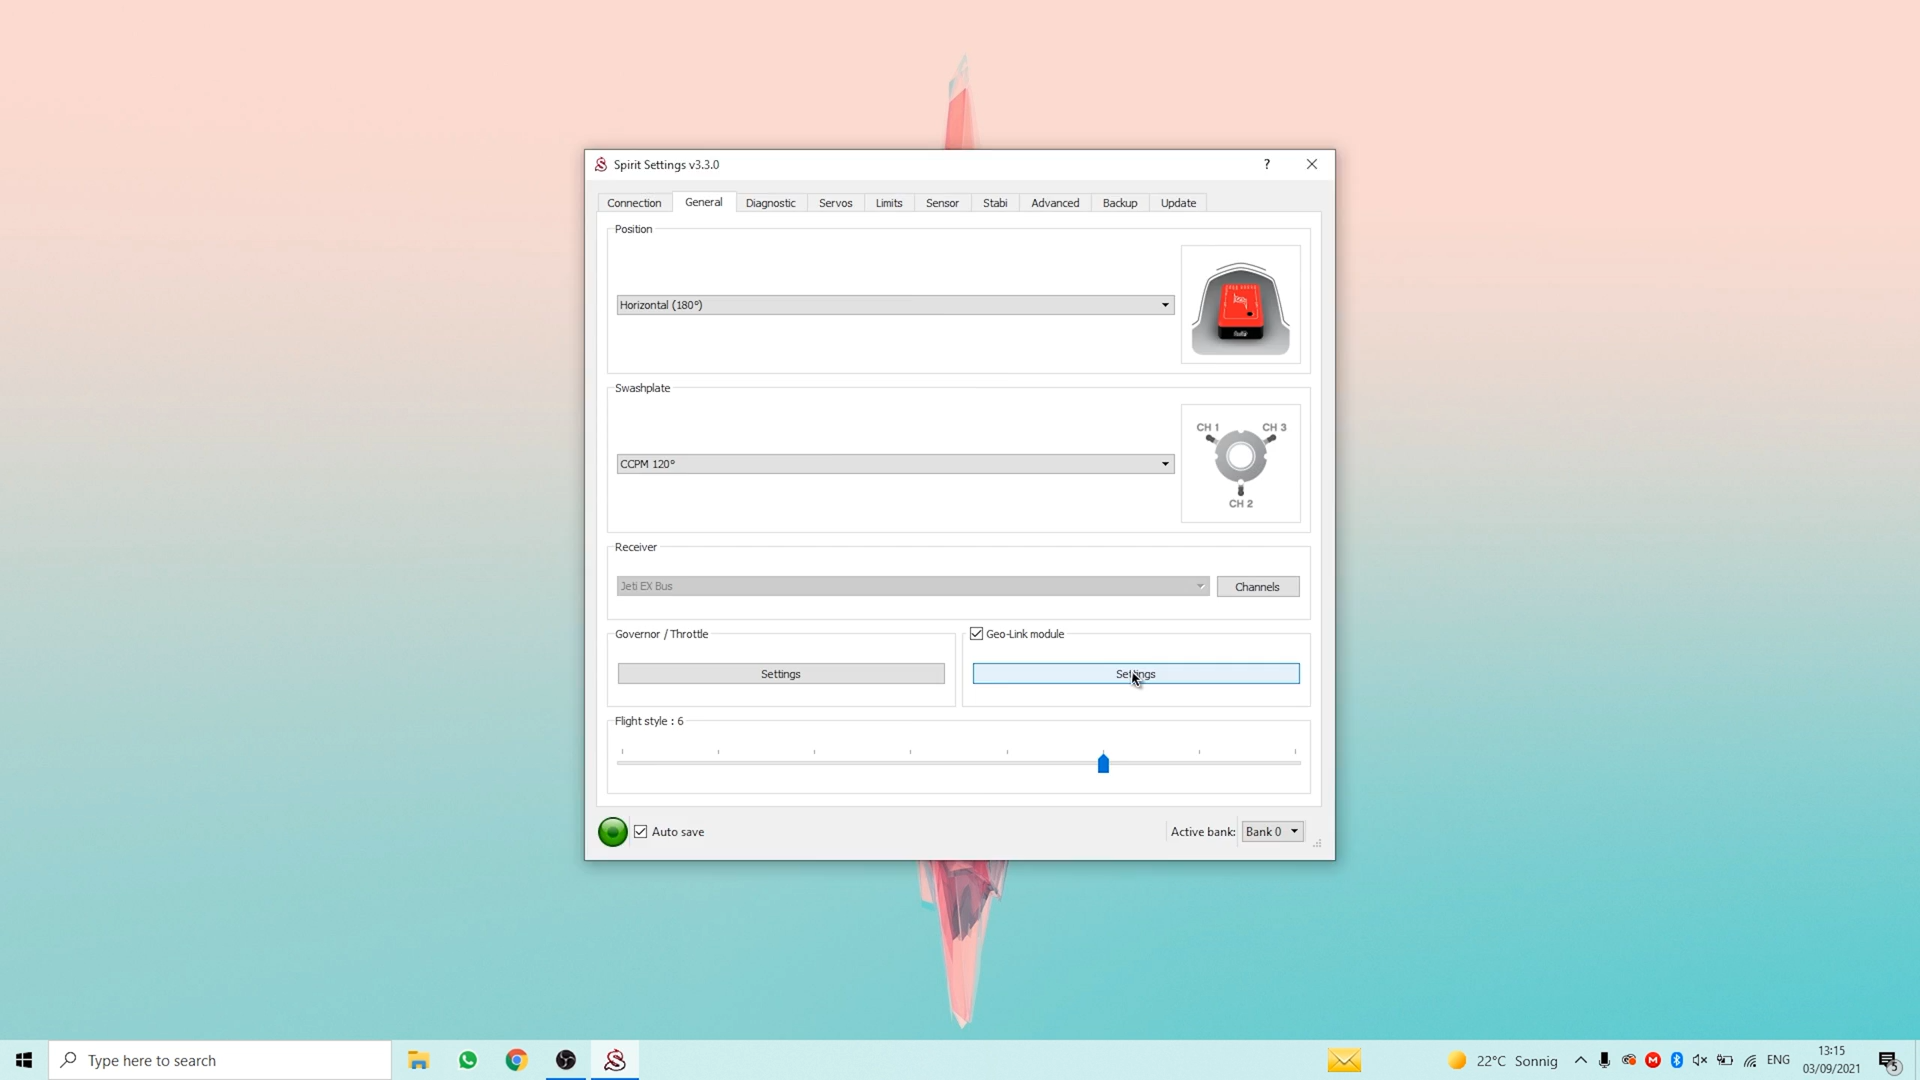 Spirit Settings v3.3.0
?
Connection General Diagnostic Servos Limits Sensor Stabi Advanced Backup Update
Position
Horizontal (180°)
Swashplate
CH 1 CH 3
CCPM 120°
CH 2
Receiver
Jeti EX Bus
Channels
Governor / Throttle
Geo-Link module
Settings
Settings
Flight style : 6
Auto save
Active bank: Bank 0
Type here to search
22°C Sonnig
ENG
13:15
03/09/2021
5